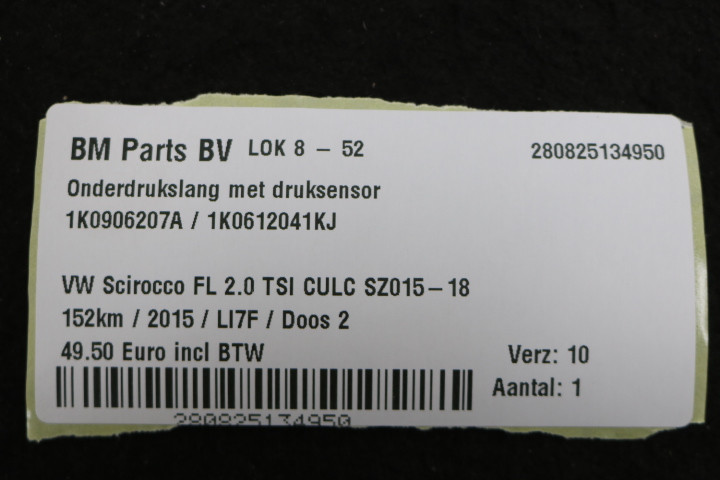 BM Parts BV LOK 8 - 52 280825134950
Onderdrukslang met druksensor
1K0906207A / 1K0612041KJ
VW Scirocco FL 2.0 TSI CULC SZ015-18
152km / 2015 / LI7F / Doos 2
49.50 Euro incl BTW Verz: 10
Aantal: 1
280825134950